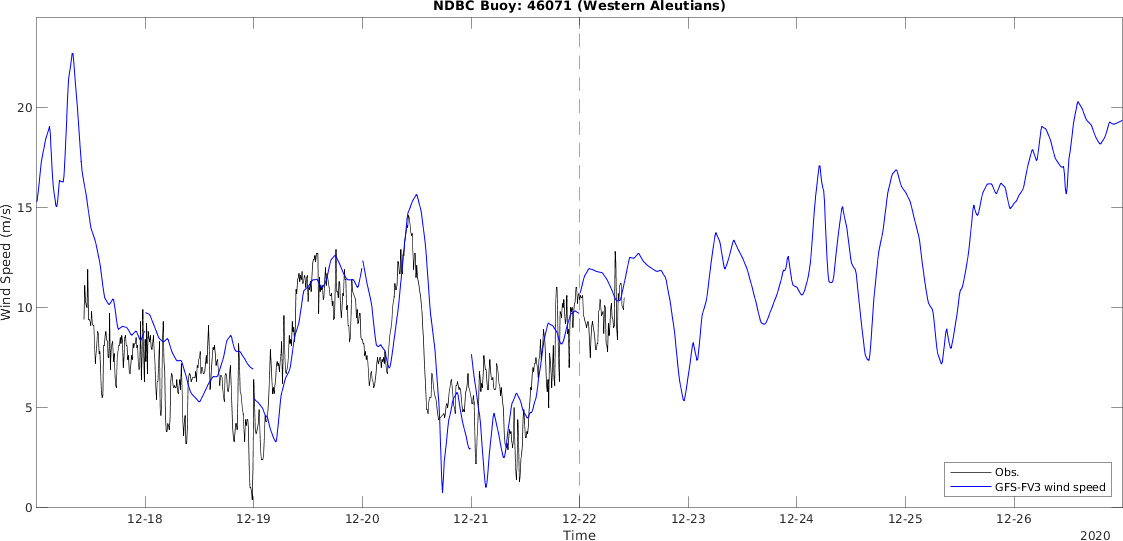 NDBC Buoy: 46071 (Western Aleutians)
Wind Speed (m/s)
20
15
10
5
0
12-18 12-19 12-20 12-21 12-22 12-23 12-24 12-25 12-26
Time
2020
Obs.
GFS-FV3 wind speed